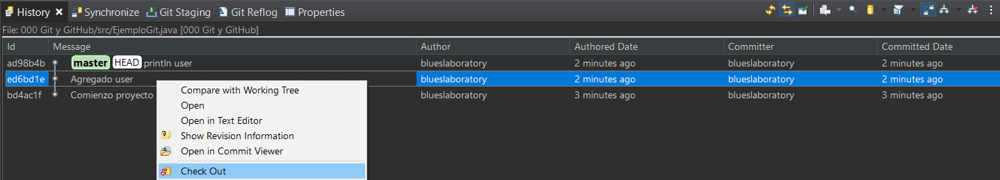 History Synchronize Git Staging Git Reflog Properties
File: 000 Git y GitHub/src/EjemploGit.java [000 Git y GitHub]
Id Message Author Authored Date Committer Committed Date
ad98b4b master HEAD println user blueslaboratory 2 minutes ago blueslaboratory 2 minutes ago
ed6bd1e Agregado user blueslaboratory 2 minutes ago blueslaboratory 2 minutes ago
bd4ac1f Comienzo proyecto blueslaboratory 3 minutes ago blueslaboratory 3 minutes ago
Compare with Working Tree
Open
Open in Text Editor
Show Revision Information
Open in Commit Viewer
Check Out